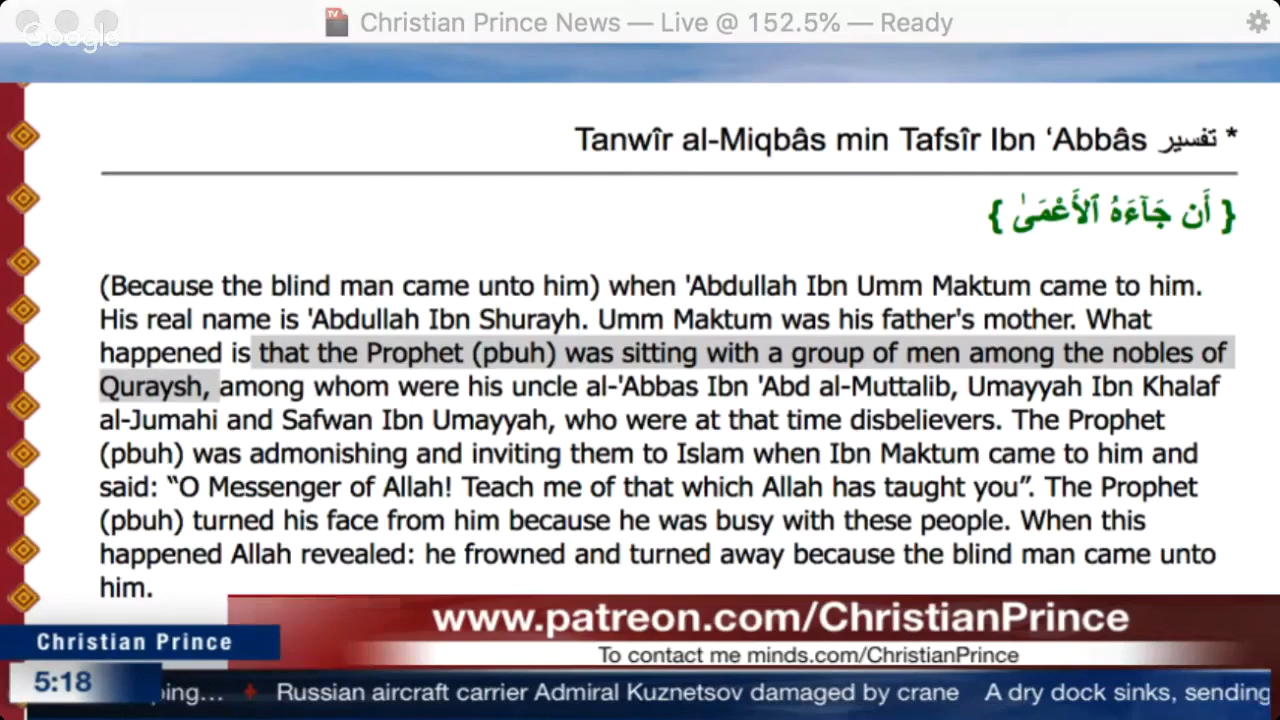 Google
Christian Prince News — Live @ 152.5% — Ready
* تفسير Tanwîr al-Miqbâs min Tafsîr Ibn ‘Abbâs
{ أَن جَآءَهُ ٱلأَعْمَىٰ }
(Because the blind man came unto him) when 'Abdullah Ibn Umm Maktum came to him.
His real name is 'Abdullah Ibn Shurayh. Umm Maktum was his father's mother. What
happened is that the Prophet (pbuh) was sitting with a group of men among the nobles of
Quraysh, among whom were his uncle al-'Abbas Ibn 'Abd al-Muttalib, Umayyah Ibn Khalaf
al-Jumahi and Safwan Ibn Umayyah, who were at that time disbelievers. The Prophet
(pbuh) was admonishing and inviting them to Islam when Ibn Maktum came to him and
said: “O Messenger of Allah! Teach me of that which Allah has taught you”. The Prophet
(pbuh) turned his face from him because he was busy with these people. When this
happened Allah revealed: he frowned and turned away because the blind man came unto
him.
www.patreon.com/ChristianPrince
Christian Prince
To contact me minds.com/ChristianPrince
5:18
Russian aircraft carrier Admiral Kuznetsov damaged by crane A dry dock sinks, sending